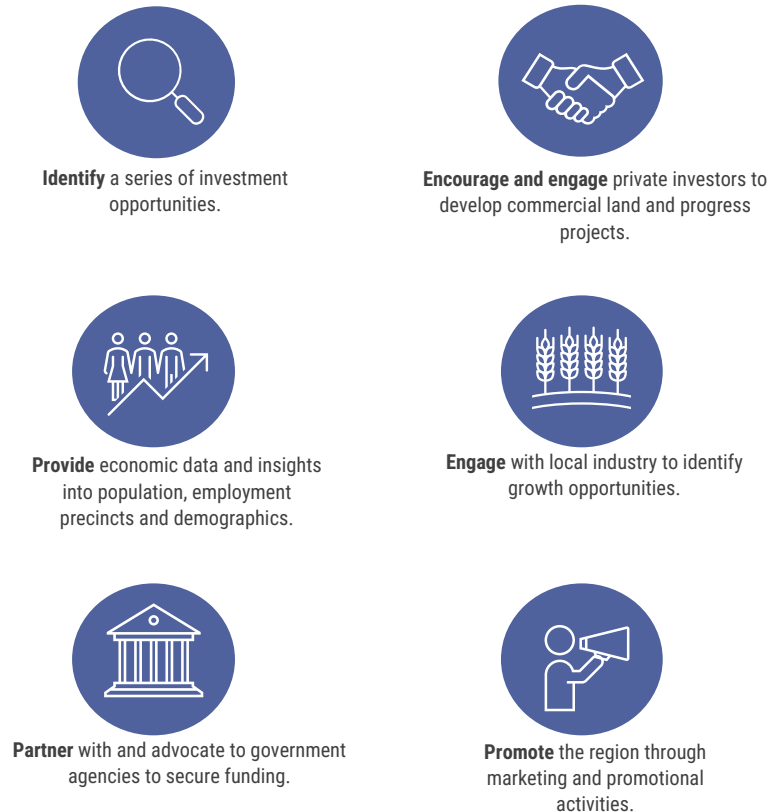 Identify a series of investment
opportunities.
Encourage and engage private investors to
develop commercial land and progress
projects.
Provide economic data and insights
into population, employment
precincts and demographics.
Engage with local industry to identify
growth opportunities.
Partner with and advocate to government
agencies to secure funding.
Promote the region through
marketing and promotional
activities.